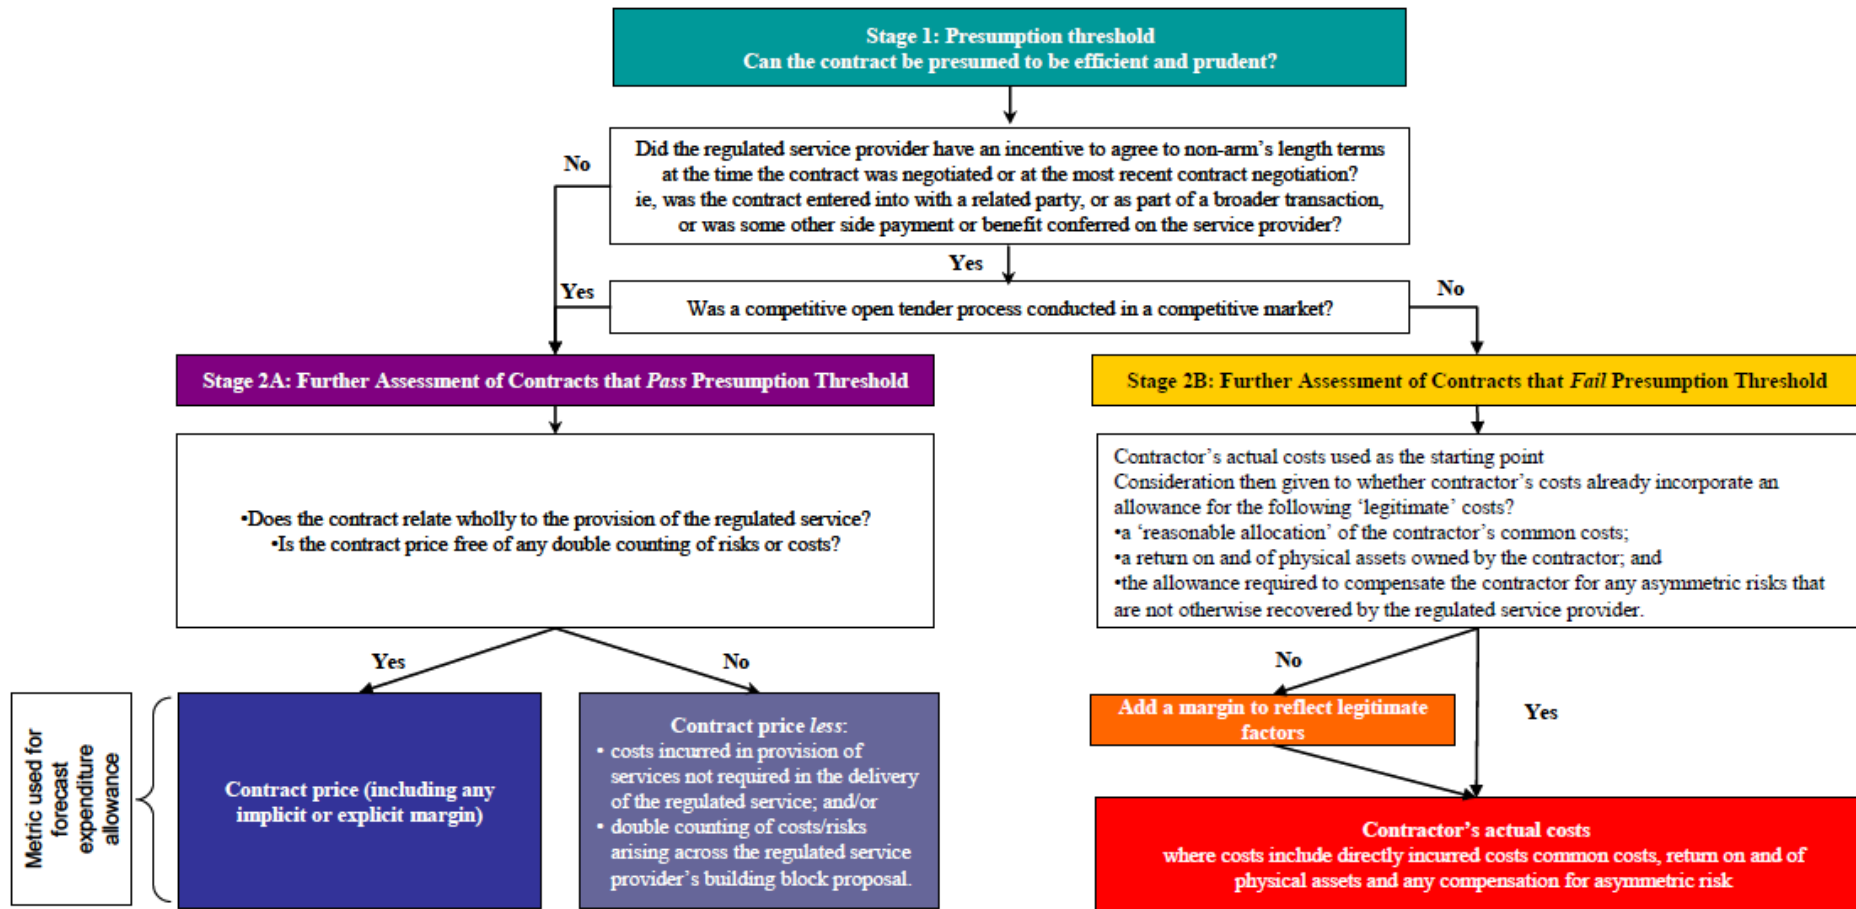 Stage 1: Presumption threshold
Can the contract be presumed to be efficient and prudent?
No
Did the regulated service provider have an incentive to agree to non-arm's length terms
at the time the contract was negotiated or at the most recent contract negotiation?
ie, was the contract entered into with a related party, or as part of a broader transaction,
or was some other side payment or benefit conferred on the service provider?
Yes
Yes
Was a competitive open tender process conducted in a competitive market?
No
Stage 2A: Further Assessment of Contracts that Pass Presumption Threshold
Stage 2B: Further Assessment of Contracts that Fail Presumption Threshold
•Does the contract relate wholly to the provision of the regulated service?
•Is the contract price free of any double counting of risks or costs?
Contractor's actual costs used as the starting point
Consideration then given to whether contractor's costs already incorporate an
allowance for the following 'legitimate' costs?
•a 'reasonable allocation' of the contractor's common costs;
•a return on and of physical assets owned by the contractor; and
•the allowance required to compensate the contractor for any asymmetric risks that
are not otherwise recovered by the regulated service provider.
Yes
No
No
Yes
Metric used for
forecast
expenditure
allowance
Contract price (including any
implicit or explicit margin)
Contract price less:
• costs incurred in provision of
services not required in the delivery
of the regulated service; and/or
• double counting of costs/risks
arising across the regulated service
provider's building block proposal.
Add a margin to reflect legitimate
factors
Contractor's actual costs
where costs include directly incurred costs common costs, return on and of
physical assets and any compensation for asymmetric risk